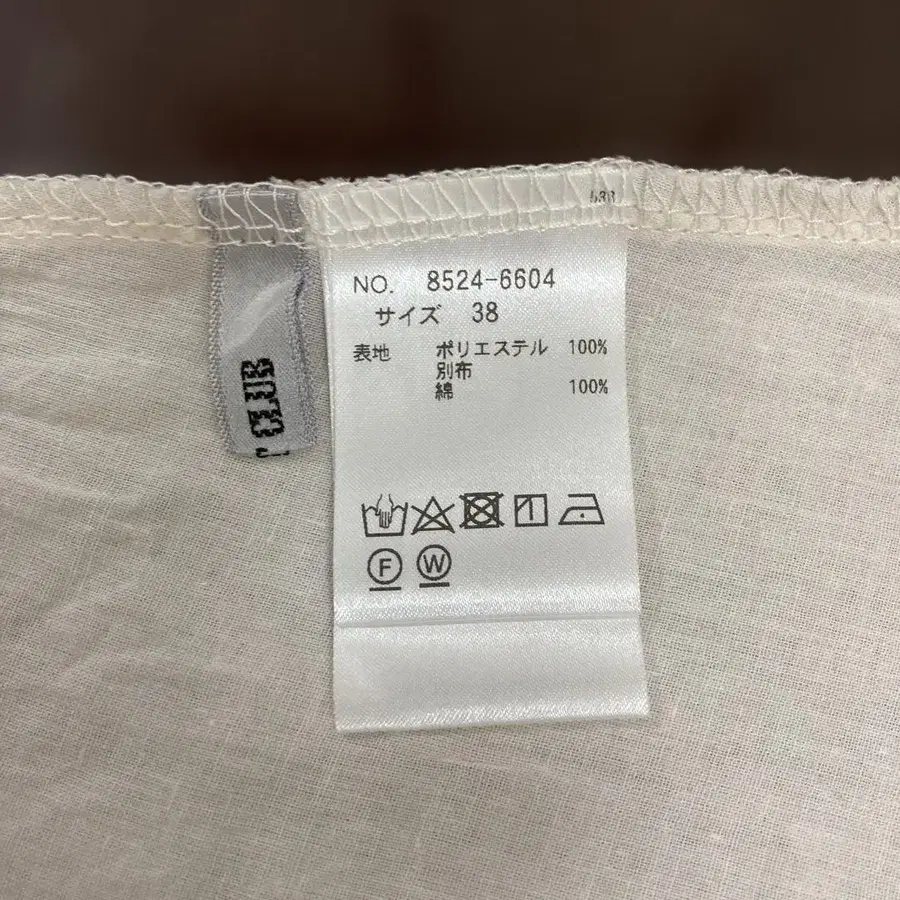 NO. 8524-6604
サイズ 38
表地 ポリエステル 100%
別布
綿 100%
F W
CLUB